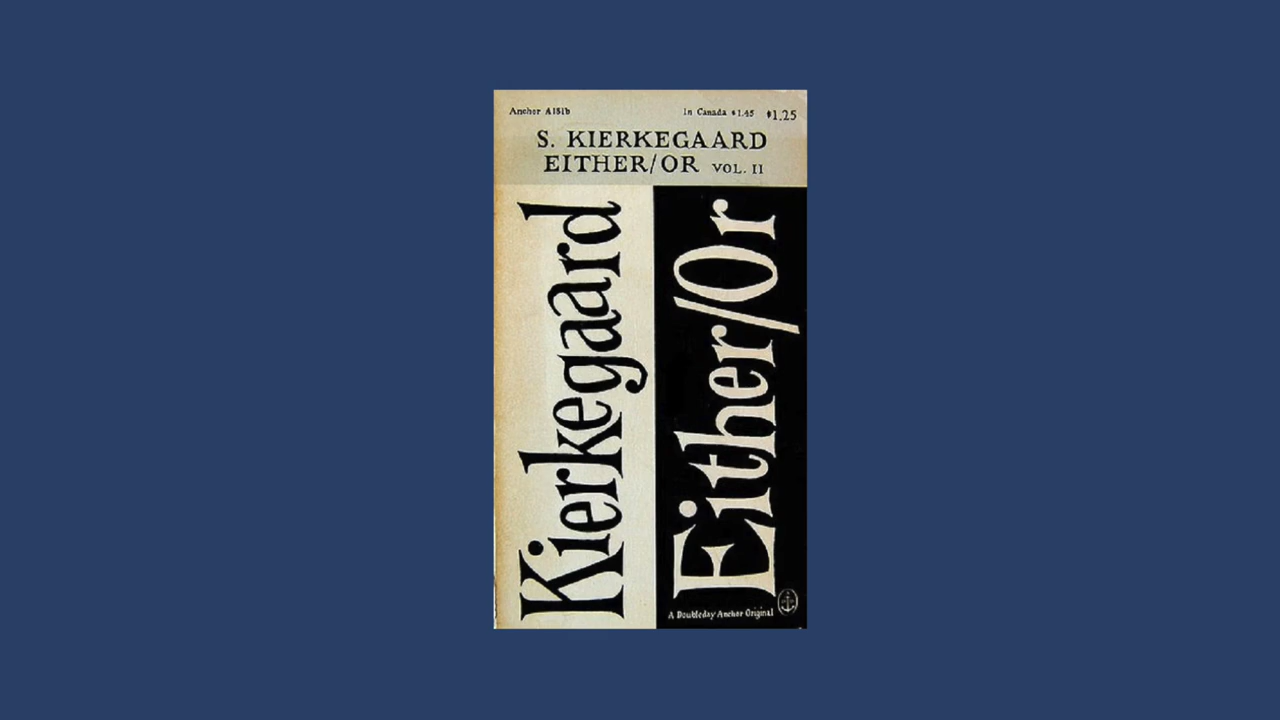 Anchor A181b
In Canada $1.45 $1.25
S. KIERKEGAARD
EITHER/OR VOL. II
Kierkegaard
Either/Or
A Doubleday Anchor Original